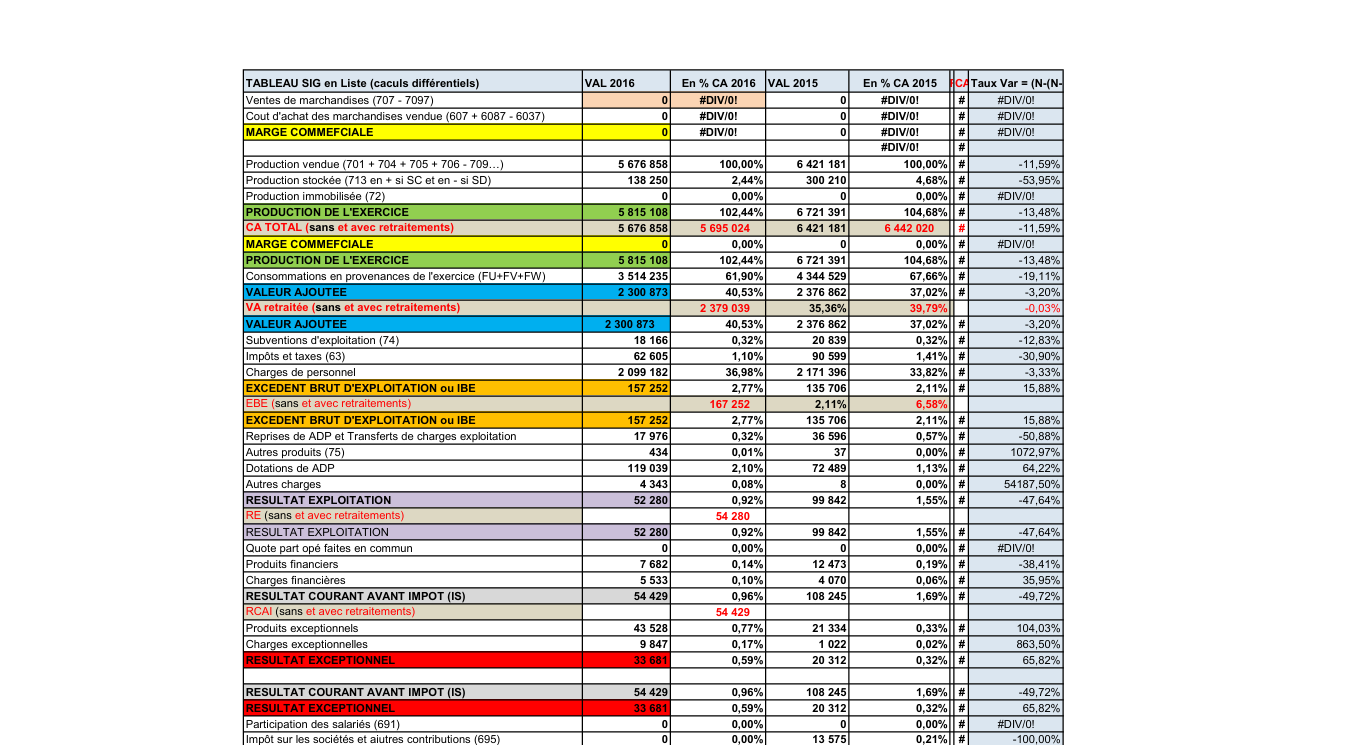 TABLEAU SIG en Liste (caculs différentiels) VAL 2016 En % CA 2016 VAL 2015 En % CA 2015 CA Taux Var = (N-(N-
Ventes de marchandises (707 - 7097) 0 #DIV/0! 0 #DIV/0! # #DIV/0!
Cout d'achat des marchandises vendue (607 + 6087 - 6037) 0 #DIV/0! 0 #DIV/0! # #DIV/0!
MARGE COMMEFCIALE 0 #DIV/0! 0 #DIV/0! # #DIV/0!
#DIV/0! #
Production vendue (701 + 704 + 705 + 706 - 709…) 5 676 858 100,00% 6 421 181 100,00% # -11,59%
Production stockée (713 en + si SC et en - si SD) 138 250 2,44% 300 210 4,68% # -53,95%
Production immobilisée (72) 0 0,00% 0 0,00% # #DIV/0!
PRODUCTION DE L'EXERCICE 5 815 108 102,44% 6 721 391 104,68% # -13,48%
CA TOTAL (sans et avec retraitements) 5 676 858 5 695 024 6 421 181 6 442 020 # -11,59%
MARGE COMMEFCIALE 0 0,00% 0 0,00% # #DIV/0!
PRODUCTION DE L'EXERCICE 5 815 108 102,44% 6 721 391 104,68% # -13,48%
Consommations en provenances de l'exercice (FU+FV+FW) 3 514 235 61,90% 4 344 529 67,66% # -19,11%
VALEUR AJOUTEE 2 300 873 40,53% 2 376 862 37,02% # -3,20%
VA retraitée (sans et avec retraitements) 2 379 039 35,36% 39,79% -0,03%
VALEUR AJOUTEE 2 300 873 40,53% 2 376 862 37,02% # -3,20%
Subventions d'exploitation (74) 18 166 0,32% 20 839 0,32% # -12,83%
Impôts et taxes (63) 62 605 1,10% 90 599 1,41% # -30,90%
Charges de personnel 2 099 182 36,98% 2 171 396 33,82% # -3,33%
EXCEDENT BRUT D'EXPLOITATION ou IBE 157 252 2,77% 135 706 2,11% # 15,88%
EBE (sans et avec retraitements) 167 252 2,11% 6,58%
EXCEDENT BRUT D'EXPLOITATION ou IBE 157 252 2,77% 135 706 2,11% # 15,88%
Reprises de ADP et Transferts de charges exploitation 17 976 0,32% 36 596 0,57% # -50,88%
Autres produits (75) 434 0,01% 37 0,00% # 1072,97%
Dotations de ADP 119 039 2,10% 72 489 1,13% # 64,22%
Autres charges 4 343 0,08% 8 0,00% # 54187,50%
RESULTAT EXPLOITATION 52 280 0,92% 99 842 1,55% # -47,64%
RE (sans et avec retraitements) 54 280
RESULTAT EXPLOITATION 52 280 0,92% 99 842 1,55% # -47,64%
Quote part opé faites en commun 0 0,00% 0 0,00% # #DIV/0!
Produits financiers 7 682 0,14% 12 473 0,19% # -38,41%
Charges financières 5 533 0,10% 4 070 0,06% # 35,95%
RESULTAT COURANT AVANT IMPOT (IS) 54 429 0,96% 108 245 1,69% # -49,72%
RCAI (sans et avec retraitements) 54 429
Produits exceptionnels 43 528 0,77% 21 334 0,33% # 104,03%
Charges exceptionnelles 9 847 0,17% 1 022 0,02% # 863,50%
RESULTAT EXCEPTIONNEL 33 681 0,59% 20 312 0,32% # 65,82%
RESULTAT COURANT AVANT IMPOT (IS) 54 429 0,96% 108 245 1,69% # -49,72%
RESULTAT EXCEPTIONNEL 33 681 0,59% 20 312 0,32% # 65,82%
Participation des salariés (691) 0 0,00% 0 0,00% # #DIV/0!
Impôt sur les sociétés et aiutres contributions (695) 0 0,00% 13 575 0,21% # -100,00%